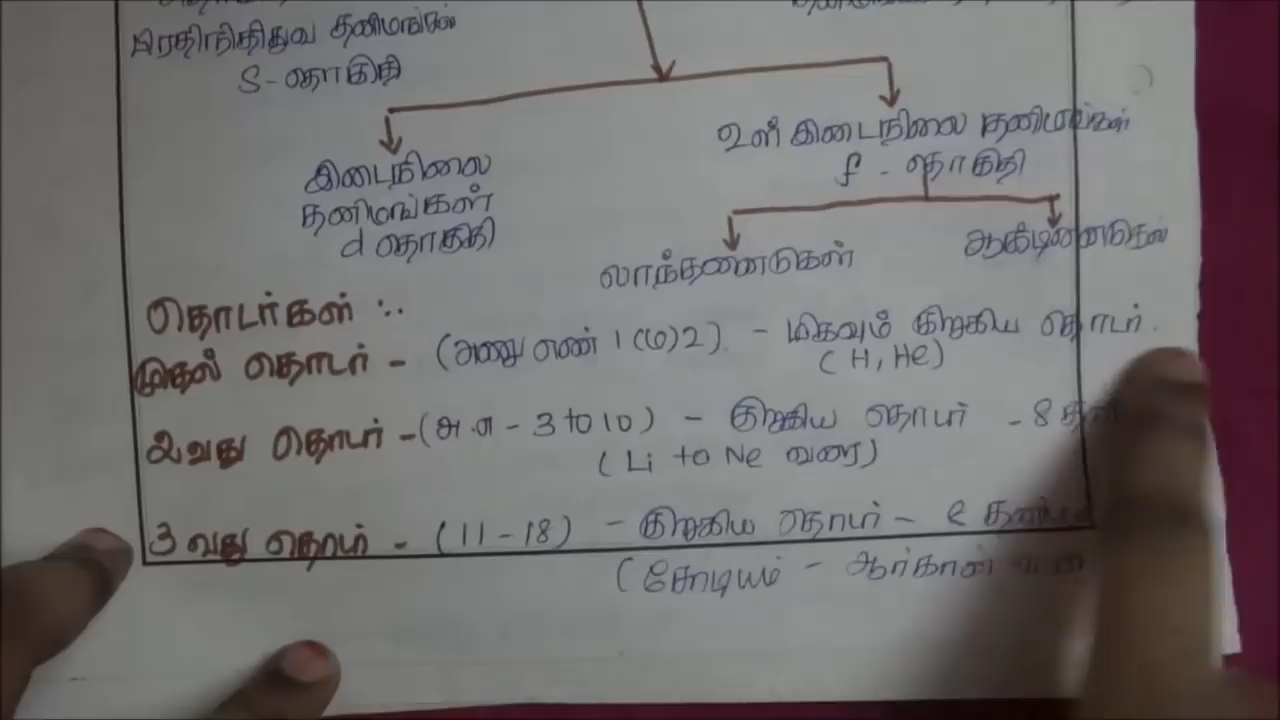 பிரதிநிதித்துவ தனிமங்கள்
S-தொகுதி
இடைநிலை
தனிமங்கள்
d தொகுதி
உள் இடைநிலை தனிமங்கள்
f - தொகுதி
லாந்தனைடுகள்
ஆக்டினைடுகள்
தொடர்கள் :-
முதல் தொடர் - (அணு எண் 1 (ம) 2) - மிகவும் குறுகிய தொடர்.
(H, He)
2வது தொடர் - (அ.எ - 3 to 10) - குறுகிய தொடர் - 8
(Li to Ne வரை)
3வது தொடர் - (11-18) - குறுகிய தொடர் -
(சோடியம் - ஆர்கான்